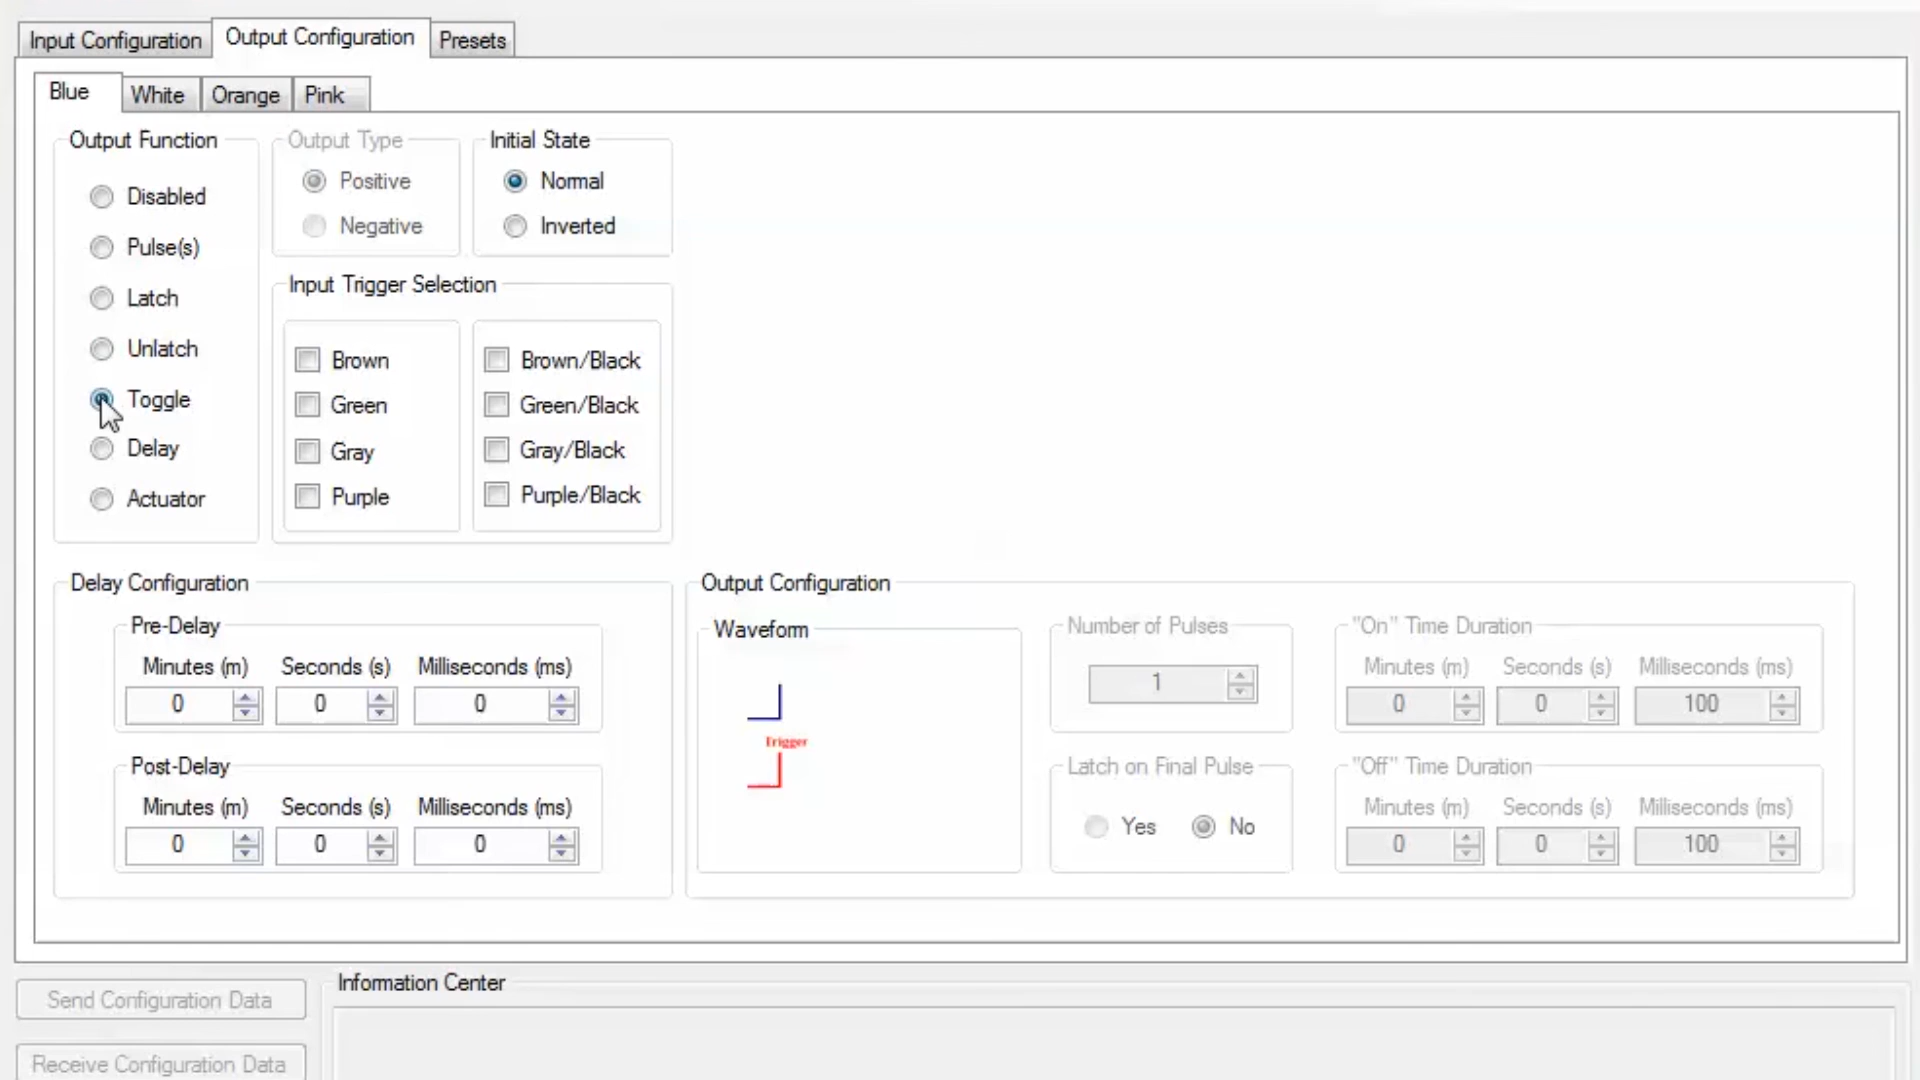 Input Configuration
Output Configuration
Presets
Blue
White
Orange
Pink
Output Function
Disabled
Pulse(s)
Latch
Unlatch
Toggle
Delay
Actuator
Output Type
Positive
Negative
Initial State
Normal
Inverted
Input Trigger Selection
Brown
Green
Gray
Purple
Brown/Black
Green/Black
Gray/Black
Purple/Black
Delay Configuration
Pre-Delay
Minutes (m) Seconds (s) Milliseconds (ms)
0 0 0
Post-Delay
Minutes (m) Seconds (s) Milliseconds (ms)
0 0 0
Output Configuration
Waveform
Trigger
Number of Pulses
1
Latch on Final Pulse
Yes No
"On" Time Duration
Minutes (m) Seconds (s) Milliseconds (ms)
0 0 100
"Off" Time Duration
Minutes (m) Seconds (s) Milliseconds (ms)
0 0 100
Send Configuration Data
Receive Configuration Data
Information Center